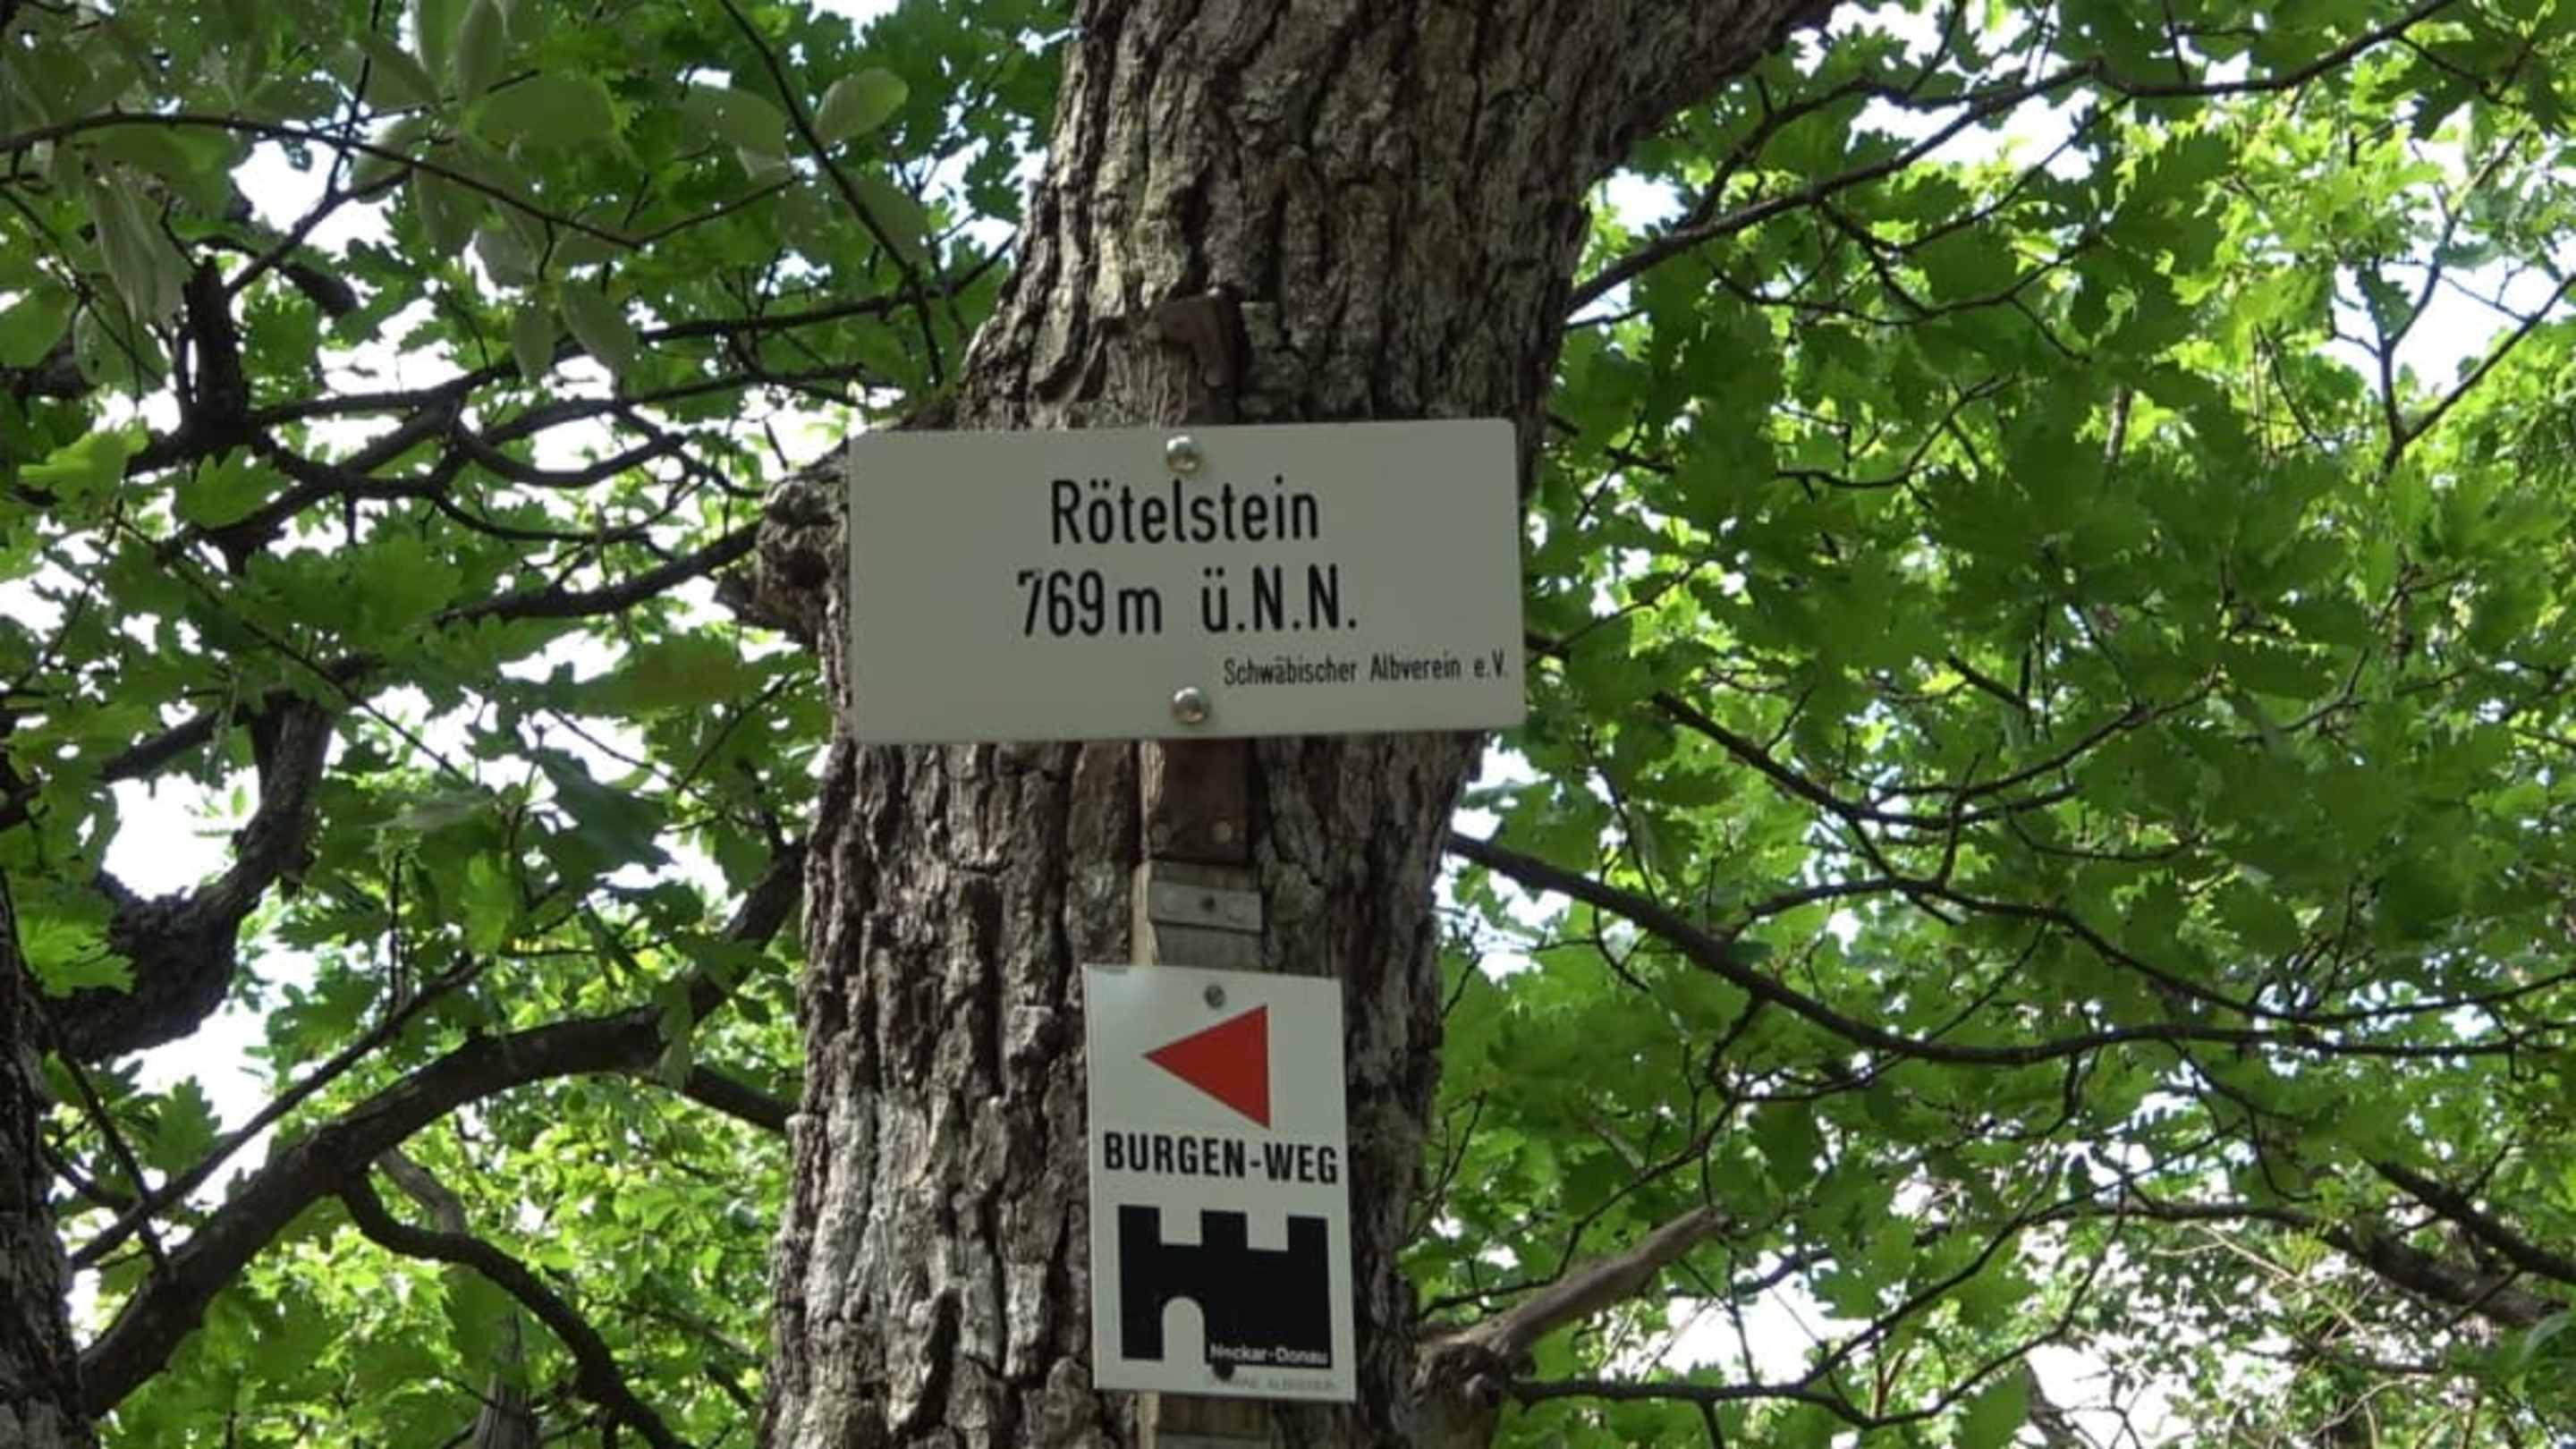 Rötelstein
769m ü.N.N.
Schwäbischer Albverein e.V.
BURGEN-WEG
Neckar-Donau